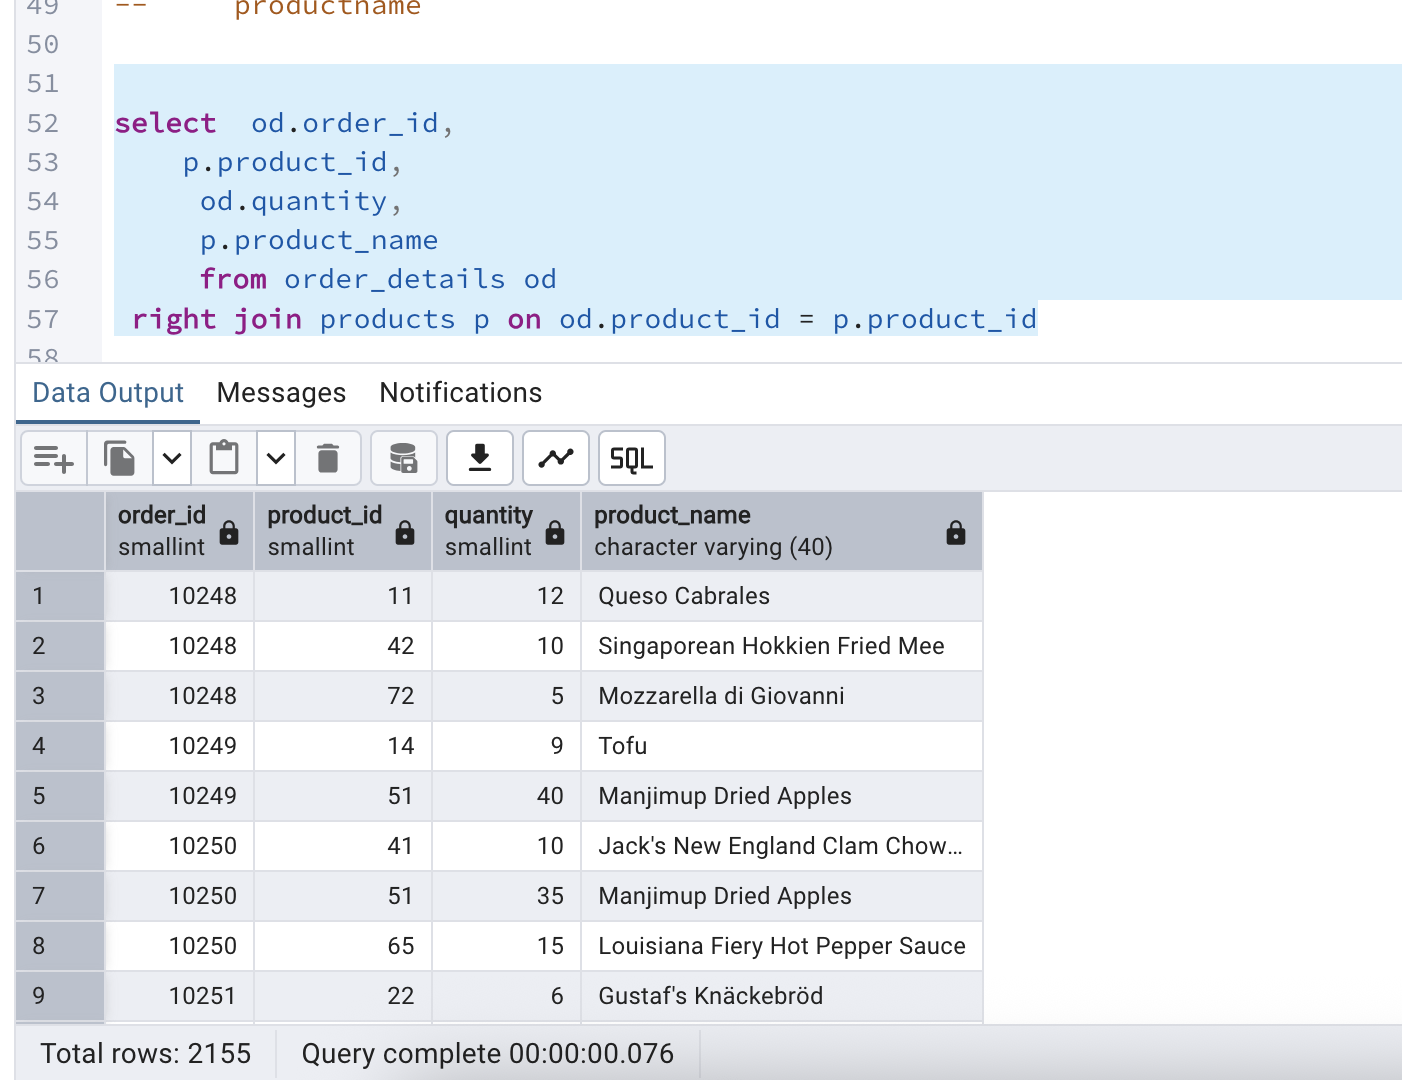 49 -- productname
50
51
52 select  od.order_id,
53     p.product_id,
54      od.quantity,
55      p.product_name
56      from order_details od
57  right join products p on od.product_id = p.product_id
58
Data Output Messages Notifications
SQL
order_id product_id quantity product_name
smallint smallint smallint character varying (40)
1 10248 11 12 Queso Cabrales
2 10248 42 10 Singaporean Hokkien Fried Mee
3 10248 72 5 Mozzarella di Giovanni
4 10249 14 9 Tofu
5 10249 51 40 Manjimup Dried Apples
6 10250 41 10 Jack's New England Clam Chow...
7 10250 51 35 Manjimup Dried Apples
8 10250 65 15 Louisiana Fiery Hot Pepper Sauce
9 10251 22 6 Gustaf's Knäckebröd
Total rows: 2155 Query complete 00:00:00.076